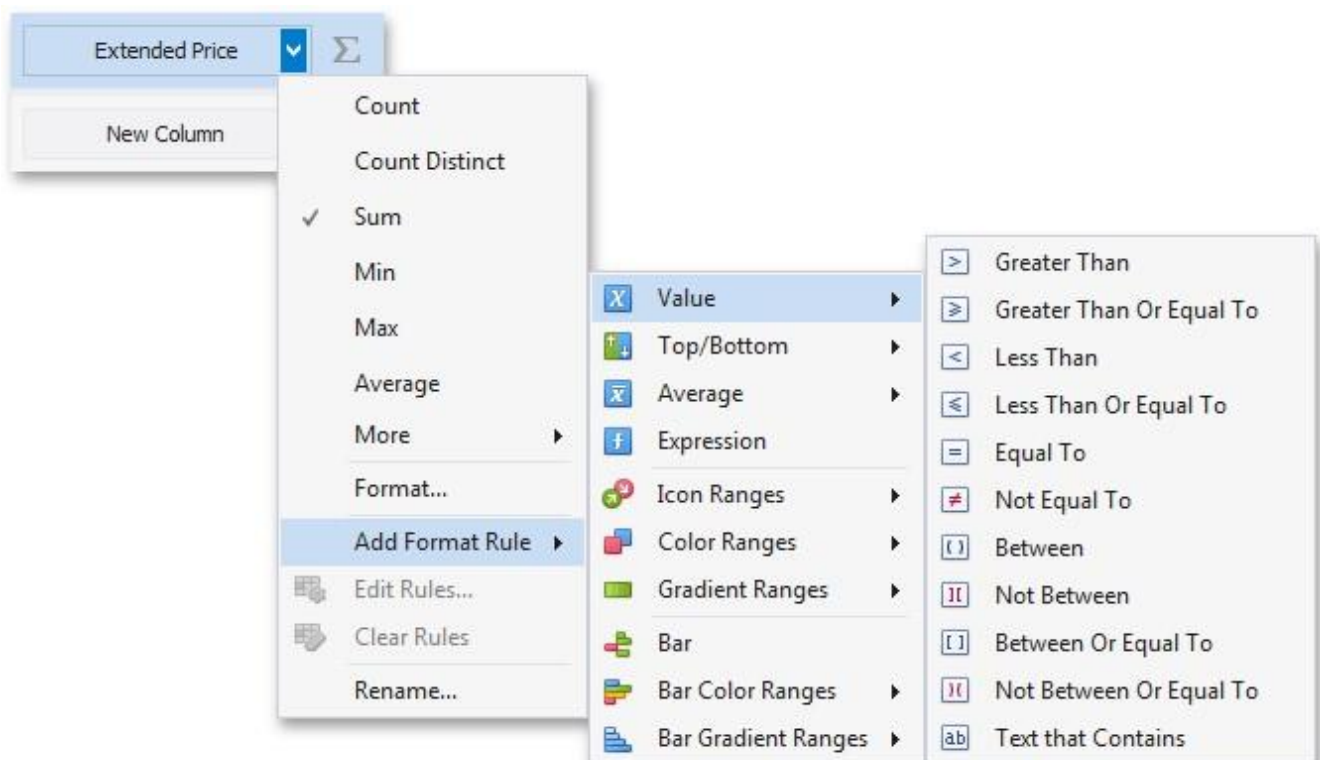 Extended Price Σ
New Column
Count
Count Distinct
Sum
Min
Max
Average
More
Format...
Add Format Rule
Edit Rules...
Clear Rules
Rename...
Value
Top/Bottom
Average
Expression
Icon Ranges
Color Ranges
Gradient Ranges
Bar
Bar Color Ranges
Bar Gradient Ranges
Greater Than
Greater Than Or Equal To
Less Than
Less Than Or Equal To
Equal To
Not Equal To
Between
Not Between
Between Or Equal To
Not Between Or Equal To
ab Text that Contains